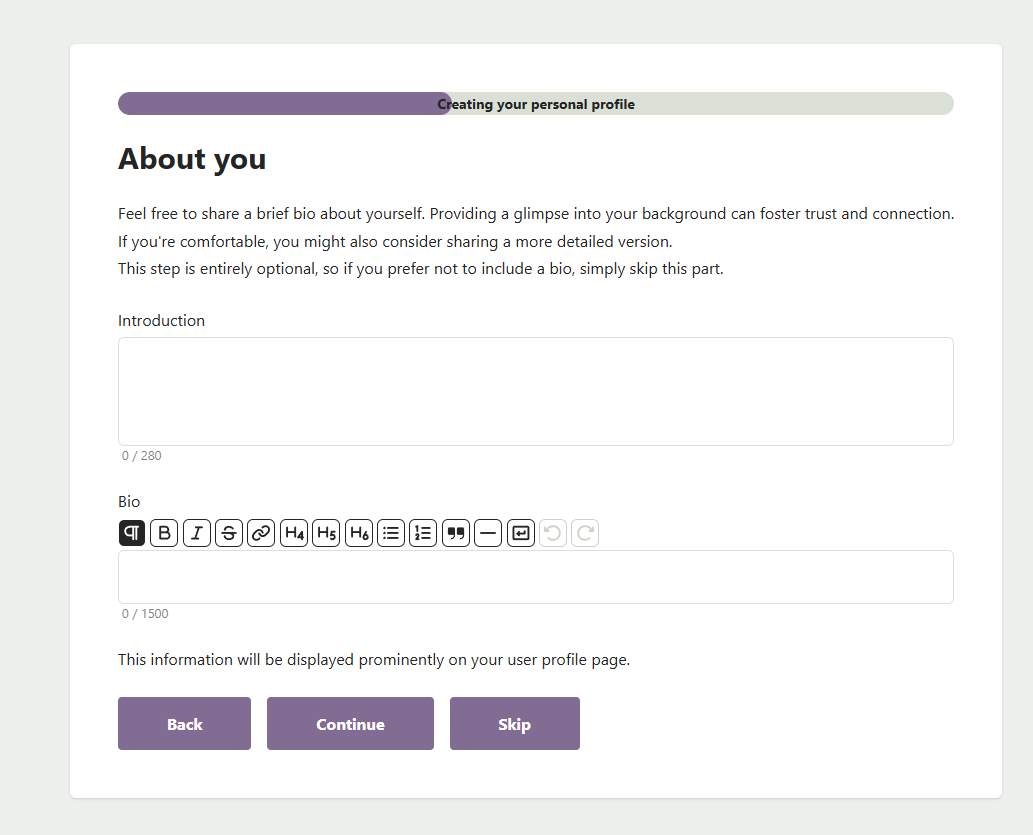 Creating your personal profile
About you
Feel free to share a brief bio about yourself. Providing a glimpse into your background can foster trust and connection.
If you're comfortable, you might also consider sharing a more detailed version.
This step is entirely optional, so if you prefer not to include a bio, simply skip this part.
Introduction
0 / 280
Bio
¶ B I S H4 H5 H6
0 / 1500
This information will be displayed prominently on your user profile page.
Back Continue Skip